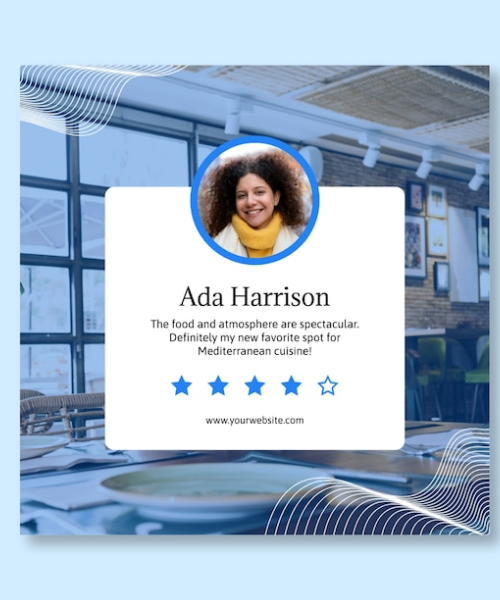 Ada Harrison
The food and atmosphere are spectacular.
Definitely my new favorite spot for
Mediterranean cuisine!
www.yourwebsite.com